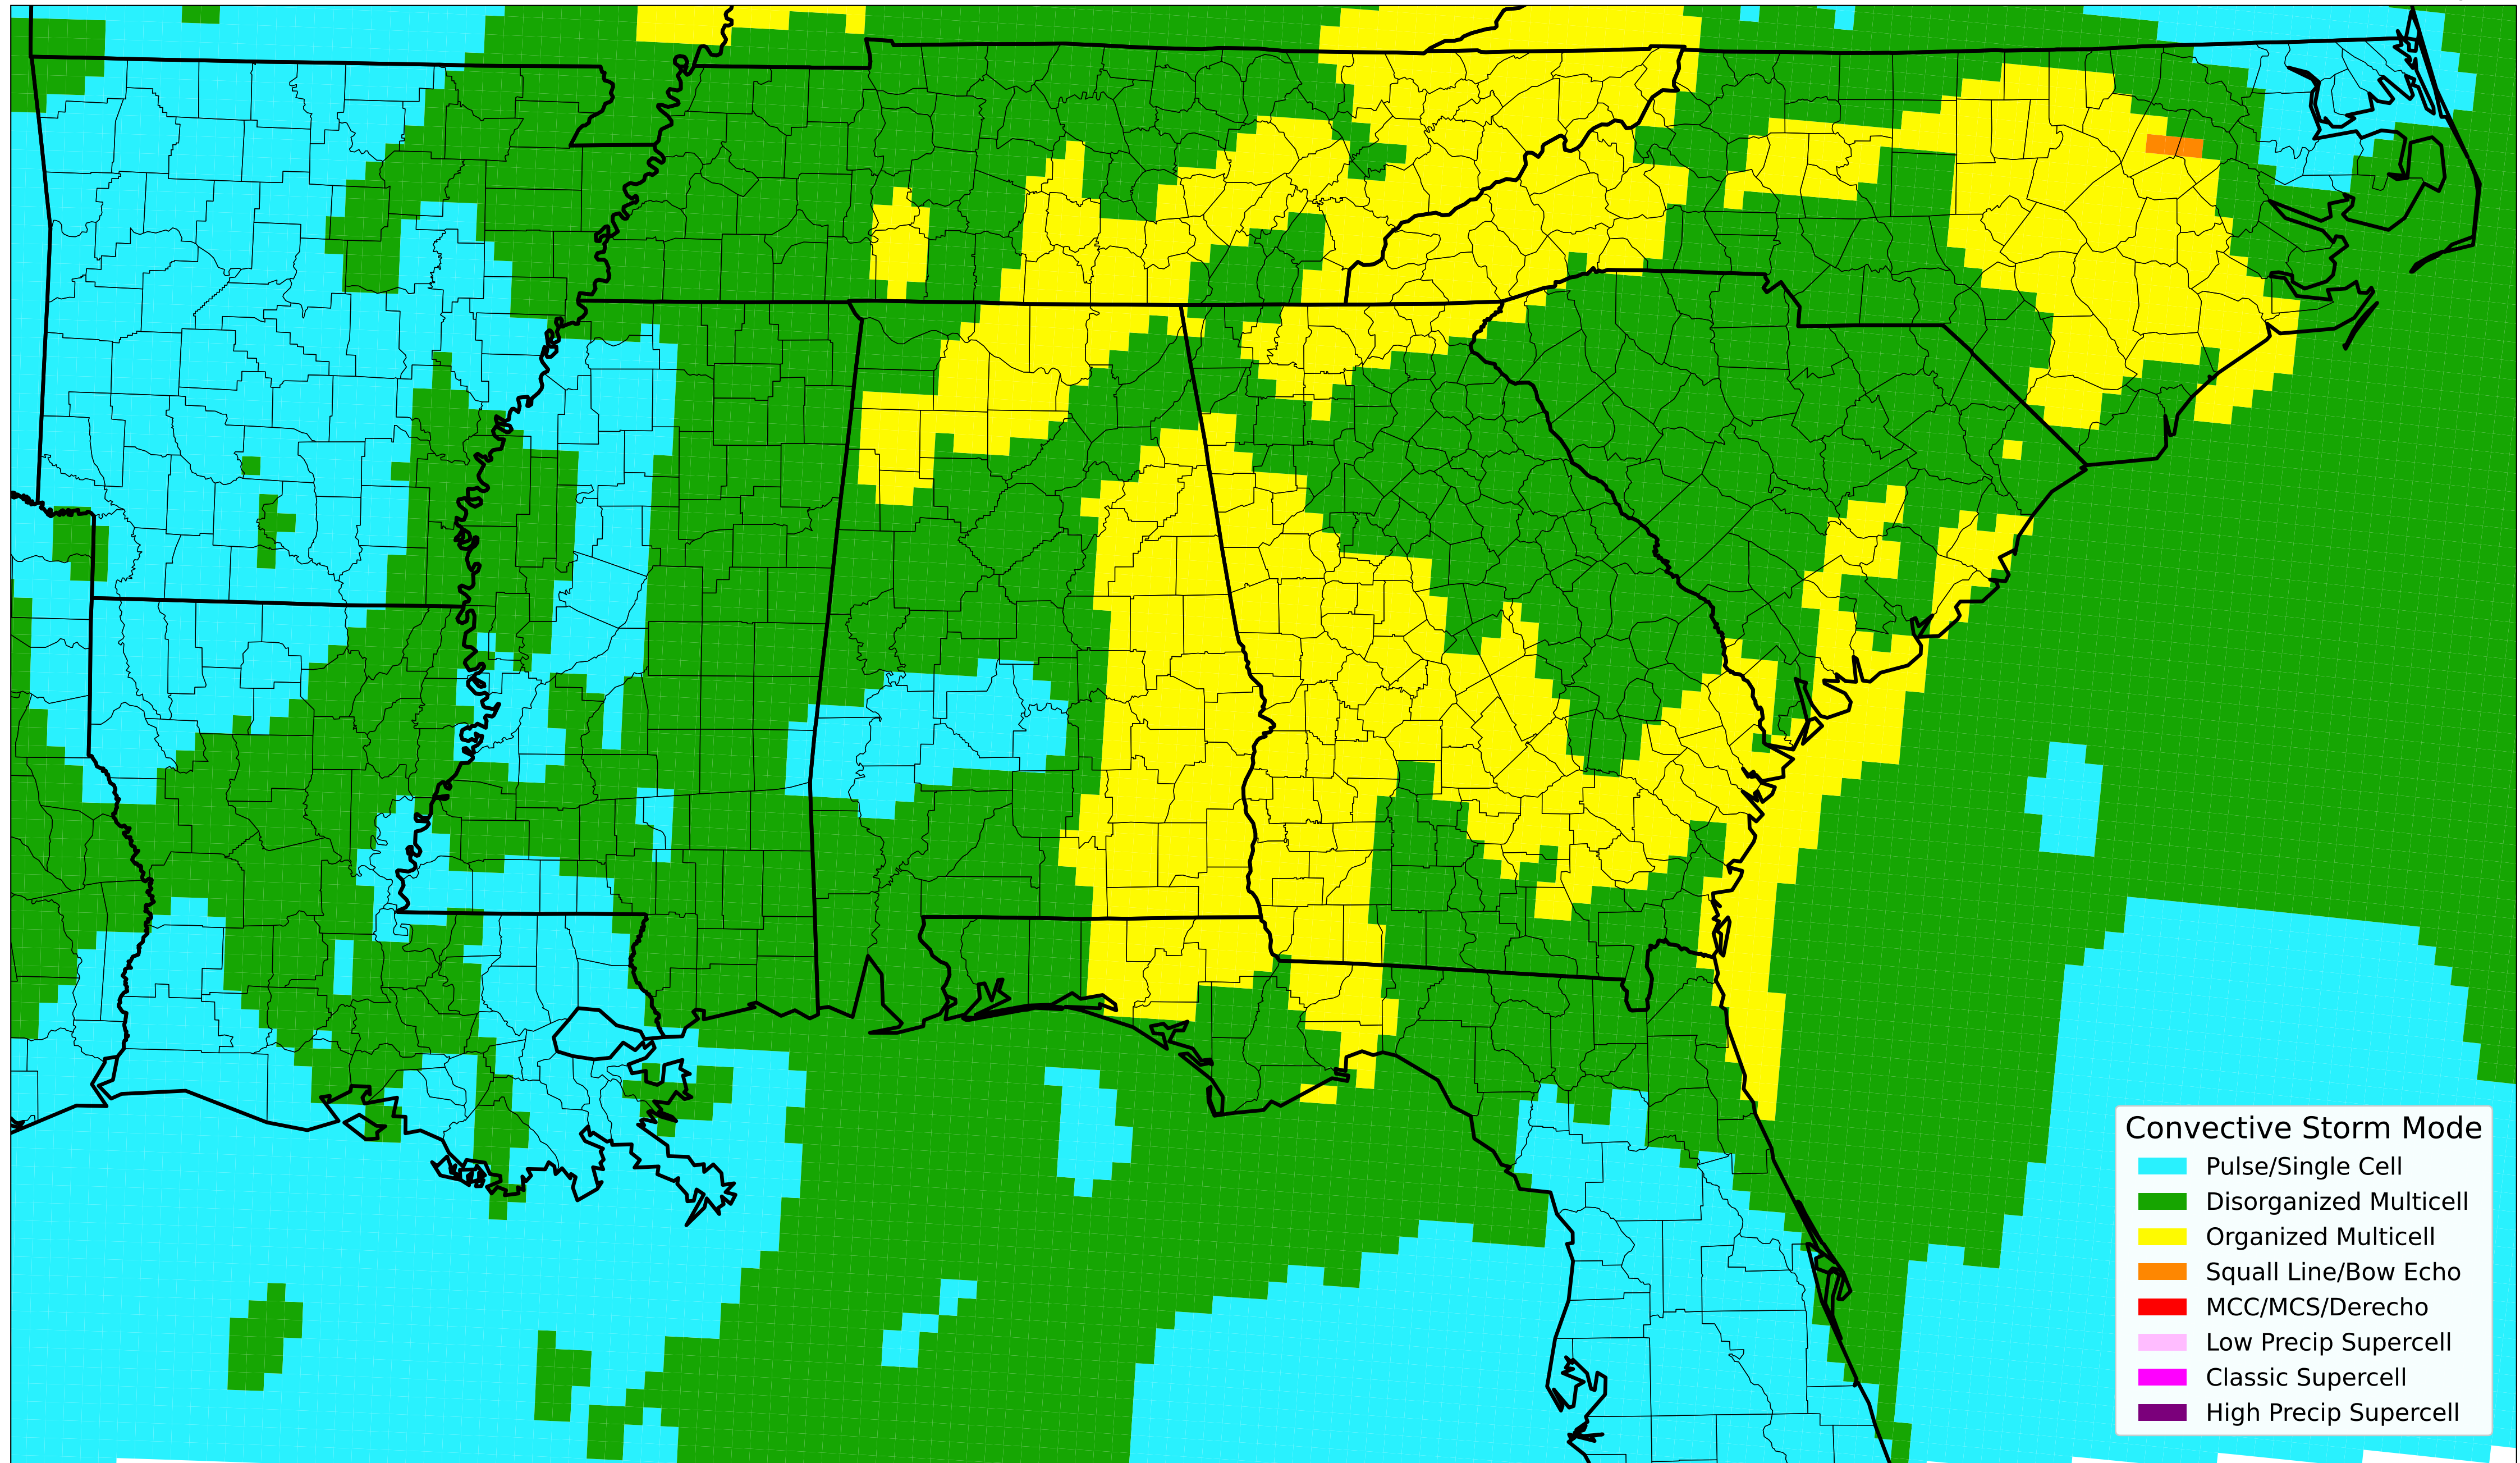 Convective Storm Mode
Pulse/Single Cell
Disorganized Multicell
Organized Multicell
Squall Line/Bow Echo
MCC/MCS/Derecho
Low Precip Supercell
Classic Supercell
High Precip Supercell